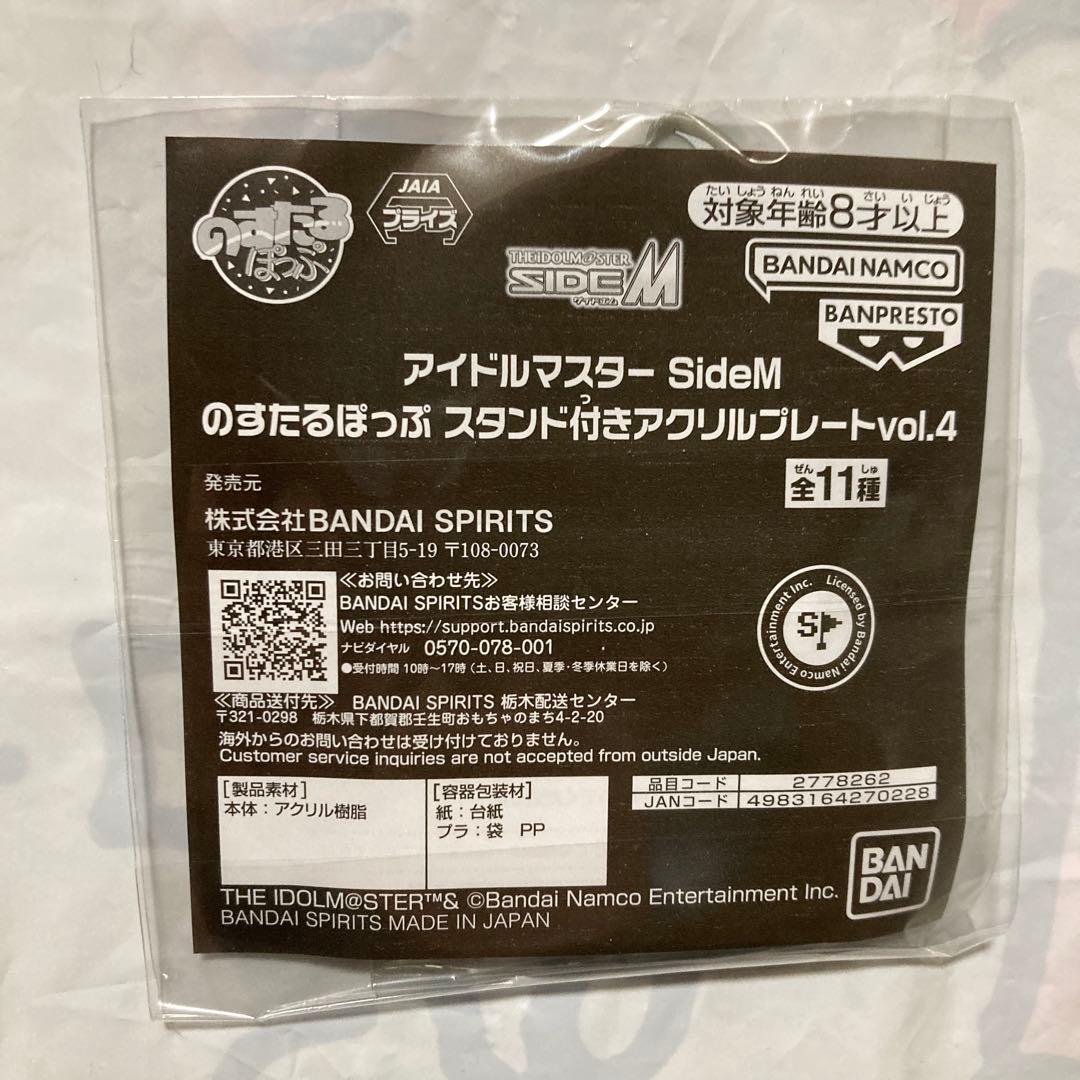 のすたる
ぽっぷ
JAIA
プライズ
たいしょうねんれい さいいじょう
対象年齢8才以上
THE IDOLM@STER
SIDEM
サイドエム
BANDAI NAMCO
BANPRESTO
アイドルマスター SideM
のすたるぽっぷ スタンド付きアクリルプレートvol.4
っ
ぜん しゅ
全11種
発売元
株式会社BANDAI SPIRITS
東京都港区三田三丁目5-19 〒108-0073
≪お問い合わせ先≫
BANDAI SPIRITSお客様相談センター
Web https://support.bandaispirits.co.jp
ナビダイヤル 0570-078-001
●受付時間 10時～17時(土、日、祝日、夏季・冬季休業日を除く)
Licensed by Bandai Namco Entertainment Inc.
S
≪商品送付先≫ BANDAI SPIRITS 栃木配送センター
〒321-0298 栃木県下都賀郡壬生町おもちゃのまち4-2-20
海外からのお問い合わせは受け付けておりません。
Customer service inquiries are not accepted from outside Japan.
[製品素材]
本体:アクリル樹脂
[容器包装材]
紙:台紙
プラ:袋 PP
品目コード 2778262
JANコード 4983164270228
THE IDOLM@STER™& ©Bandai Namco Entertainment Inc.
BANDAI SPIRITS MADE IN JAPAN
BAN
DAI